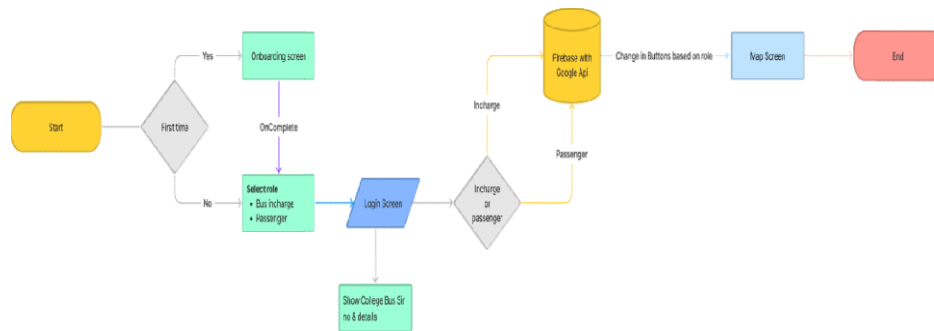 Yes
Onboarding screen
Firebase with
Google Api
Change in Buttons based on role
Map Screen
End
Start
First time
OnComplete
Incharge
Passenger
No
Select role
• Bus incharge
• Passenger
Login Screen
Incharge
or
passenger
Show College Bus Sir
no & details